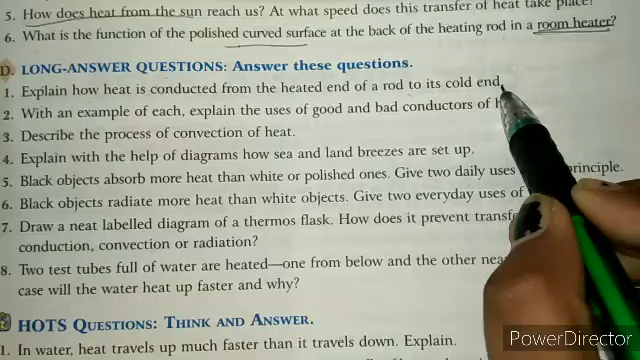 5. How does heat from the sun reach us? At what speed does this transfer of heat take place?
6. What is the function of the polished curved surface at the back of the heating rod in a room heater?
D. LONG-ANSWER QUESTIONS: Answer these questions.
1. Explain how heat is conducted from the heated end of a rod to its cold end.
2. With an example of each, explain the uses of good and bad conductors of
3. Describe the process of convection of heat.
4. Explain with the help of diagrams how sea and land breezes are set up.
5. Black objects absorb more heat than white or polished ones. Give two daily uses principle.
6. Black objects radiate more heat than white objects. Give two everyday uses of
7. Draw a neat labelled diagram of a thermos flask. How does it prevent
conduction, convection or radiation?
8. Two test tubes full of water are heated—one from below and the other
case will the water heat up faster and why?
HOTS QUESTIONS: THINK AND ANSWER.
1. In water, heat travels up much faster than it travels down. Explain.
PowerDirector